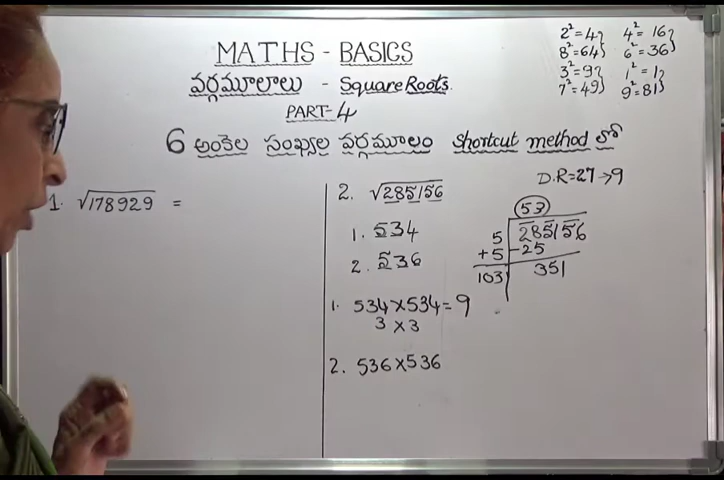 MATHS - BASICS
వర్గమూలాలు - Square Roots.
PART-4
6 అంకెల సంఖ్యల వర్గమూలం shortcut method లో
2²=4 4²=16
8²=64 6²=36
3²=9 1²=1
7²=49 9²=81
1. √178929 =
2. √285156
1. 534
2. 536
1. 534×534=9
3×3
2. 536×536
D.R=27→9
53
5 285156
+5 -25
103 351